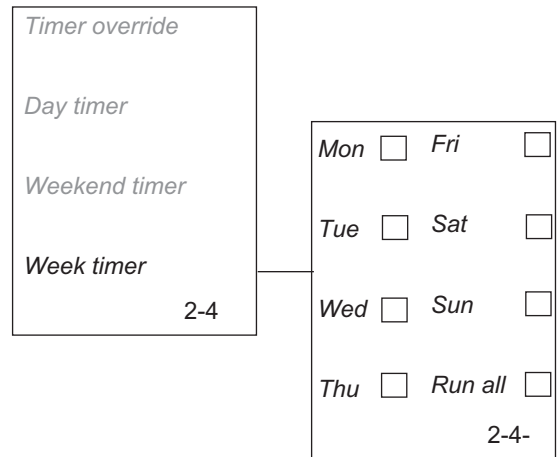 Timer override
Day timer
Weekend timer
Week timer
2-4
Mon Fri
Tue Sat
Wed Sun
Thu Run all
2-4-